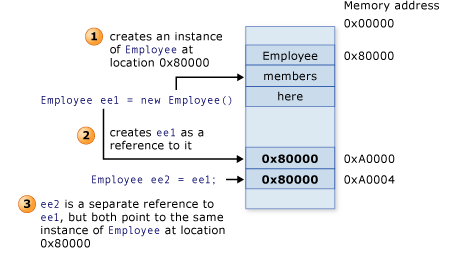 Memory address
0x00000
1 creates an instance
of Employee at
location 0x80000
Employee 0x80000
members
here
Employee ee1 = new Employee()
2 creates ee1 as a
reference to it
0x80000 0xA0000
Employee ee2 = ee1; 0x80000 0xA0004
3 ee2 is a separate reference to
ee1, but both point to the same
instance of Employee at location
0x80000